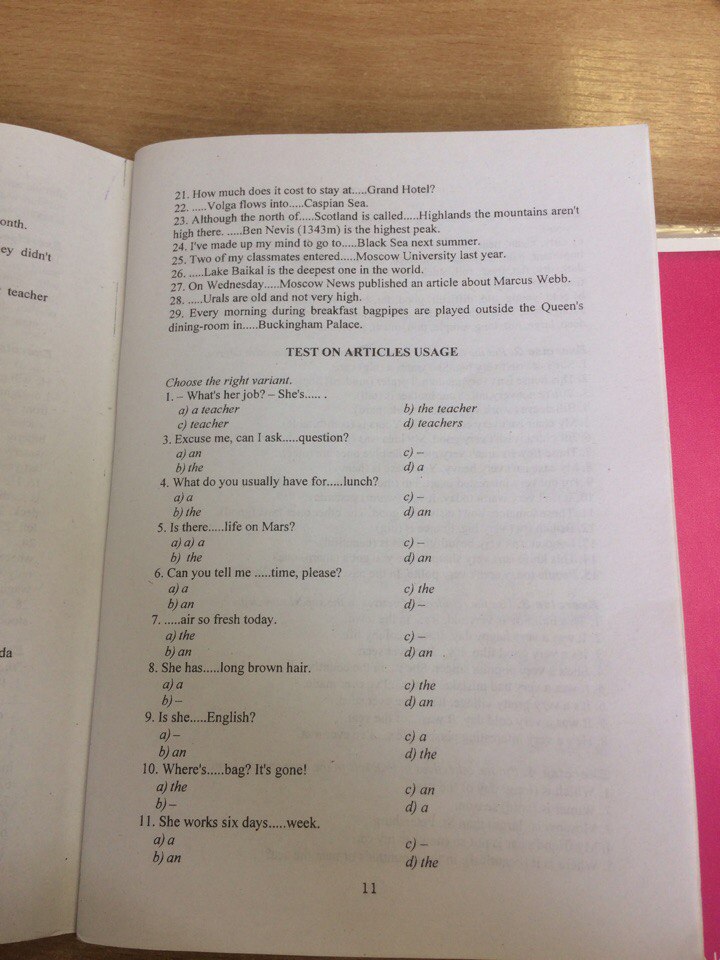 onth.
ey didn't
teacher
da
21. How much does it cost to stay at.....Grand Hotel?
22. .....Volga flows into.....Caspian Sea.
23. Although the north of.....Scotland is called.....Highlands the mountains aren't
high there. .....Ben Nevis (1343m) is the highest peak.
24. I've made up my mind to go to.....Black Sea next summer.
25. Two of my classmates entered.....Moscow University last year.
26. .....Lake Baikal is the deepest one in the world.
27. On Wednesday.....Moscow News published an article about Marcus Webb.
28. .....Urals are old and not very high.
29. Every morning during breakfast bagpipes are played outside the Queen's
dining-room in.....Buckingham Palace.
TEST ON ARTICLES USAGE
Choose the right variant.
1. – What's her job? – She's..... .
a) a teacher b) the teacher
c) teacher d) teachers
3. Excuse me, can I ask.....question?
a) an c) –
b) the d) a
4. What do you usually have for.....lunch?
a) a c) –
b) the d) an
5. Is there.....life on Mars?
a) a) a c) –
b) the d) an
6. Can you tell me .....time, please?
a) a c) the
b) an d) –
7. .....air so fresh today.
a) the c) –
b) an d) an
8. She has.....long brown hair.
a) a c) the
b) – d) an
9. Is she.....English?
a) – c) a
b) an d) the
10. Where's.....bag? It's gone!
a) the c) an
b) – d) a
11. She works six days.....week.
a) a c) –
b) an d) the
11